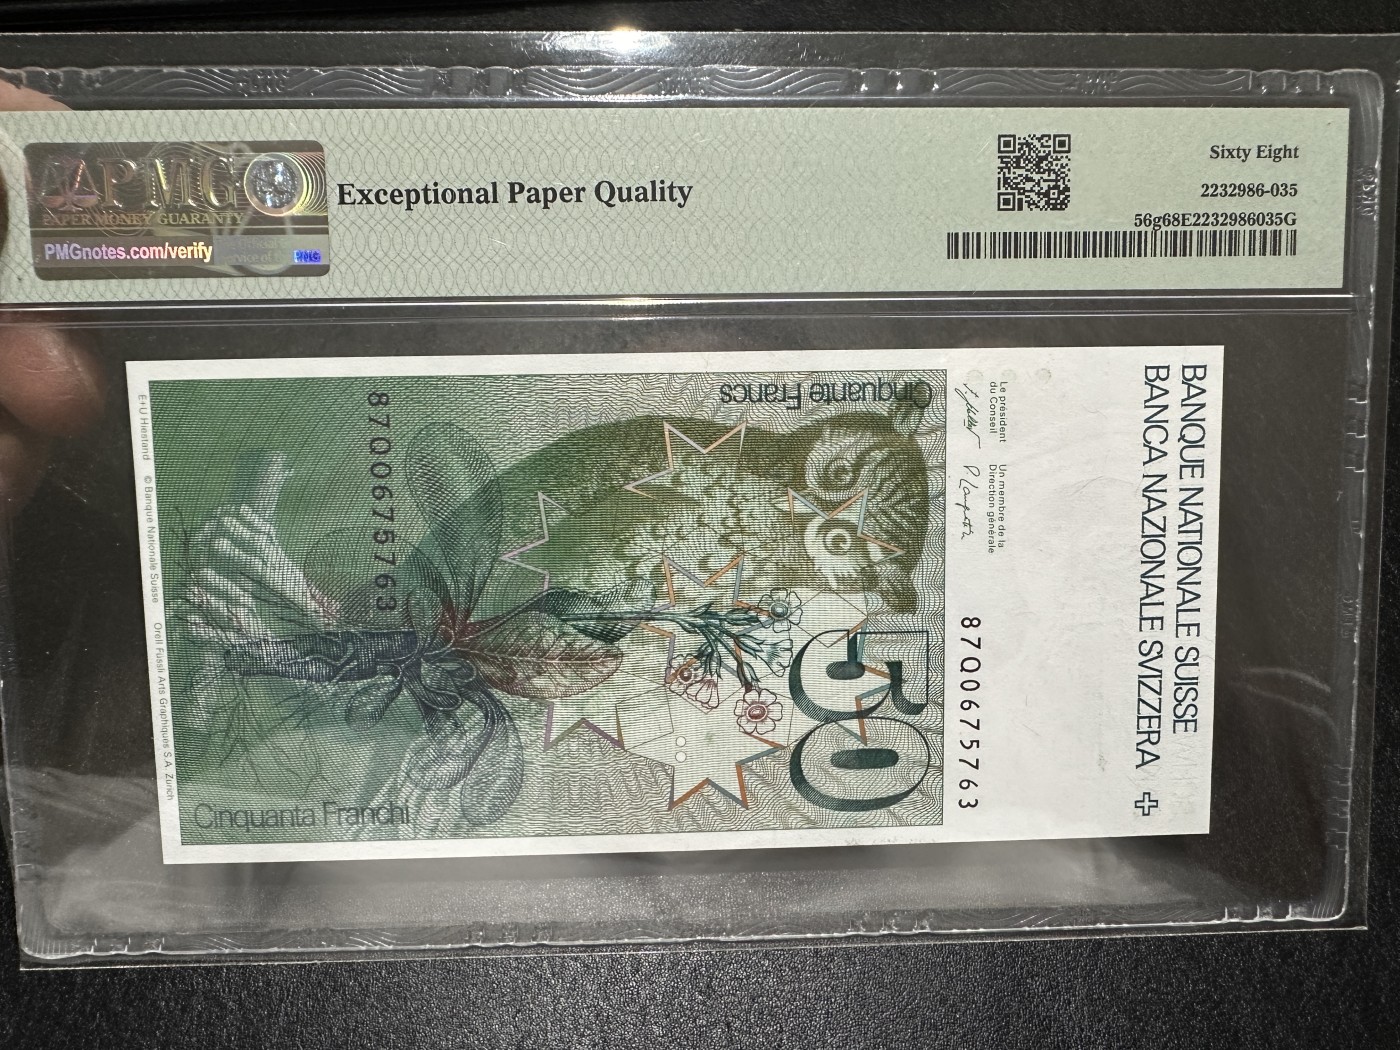 PMG
PAPER MONEY GUARANTY
PMGnotes.com/verify
Exceptional Paper Quality
Sixty Eight
2232986-035
56g68E2232986035G
BANQUE NATIONALE SUISSE
BANCA NAZIONALE SVIZZERA
Le président
du Conseil
Un membre de la
Direction générale
87Q0675763
50
Cinquante Francs
87Q0675763
Cinquanta Franchi
E+U Hiestand © Banque Nationale Suisse Orell Füssli Arts Graphiques S.A. Zurich